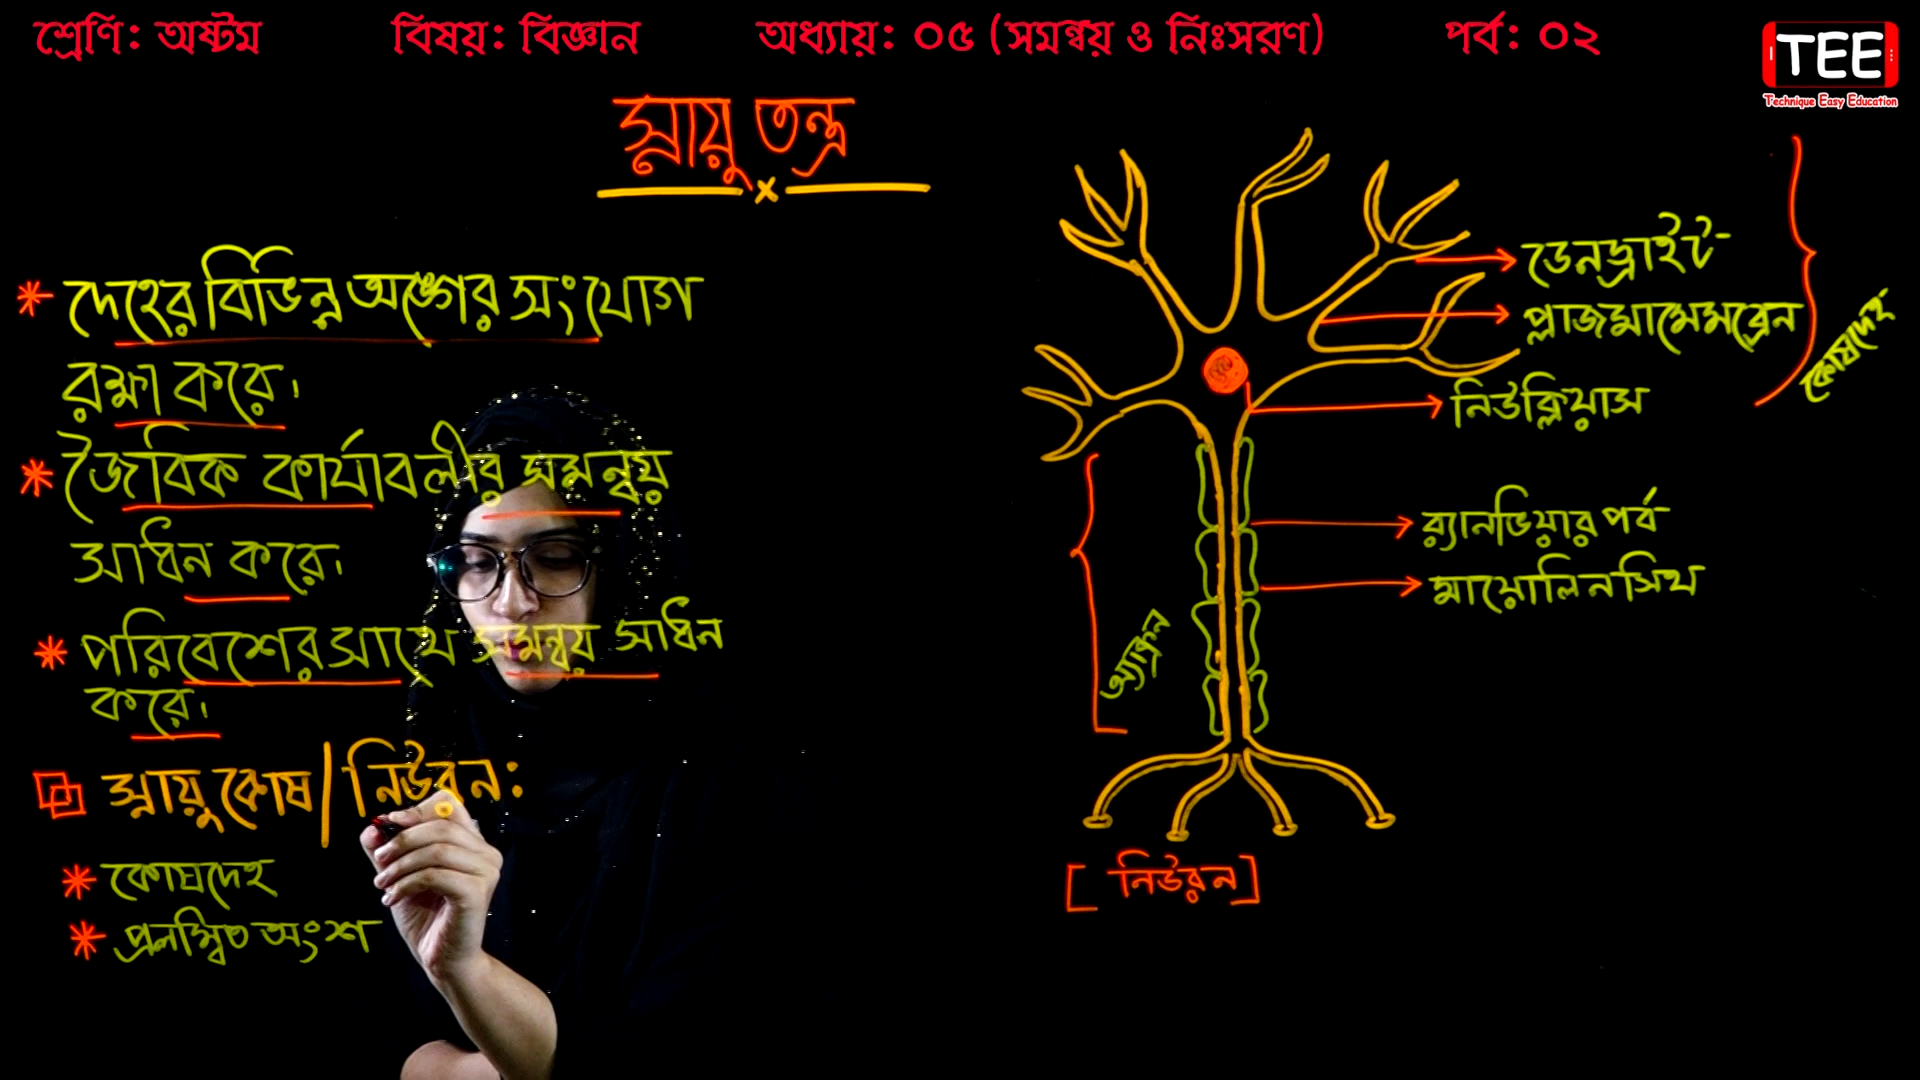 শ্রেণি: অষ্টম বিষয়: বিজ্ঞান অধ্যায়: ০৫ (সমন্বয় ও নিঃসরণ) পর্ব: ০২
TEE
Technique Easy Education
স্নায়ু তন্ত্র
* দেহের বিভিন্ন অঙ্গের সংযোগ
রক্ষা করে।
* জৈবিক কার্যাবলীর সমন্বয়
সাধন করে।
* পরিবেশের সাথে সমন্বয় সাধন
করে।
স্নায়ু কোষ/নিউরন:
* কোষদেহ
* প্রলম্বিত অংশ
ডেনড্রাইট
প্লাজমামেমব্রেন
কোষদেহ
নিউক্লিয়াস
র‍্যানভিয়ার পর্ব
মায়োলিনসিথ
অ্যাক্সন
[নিউরন]